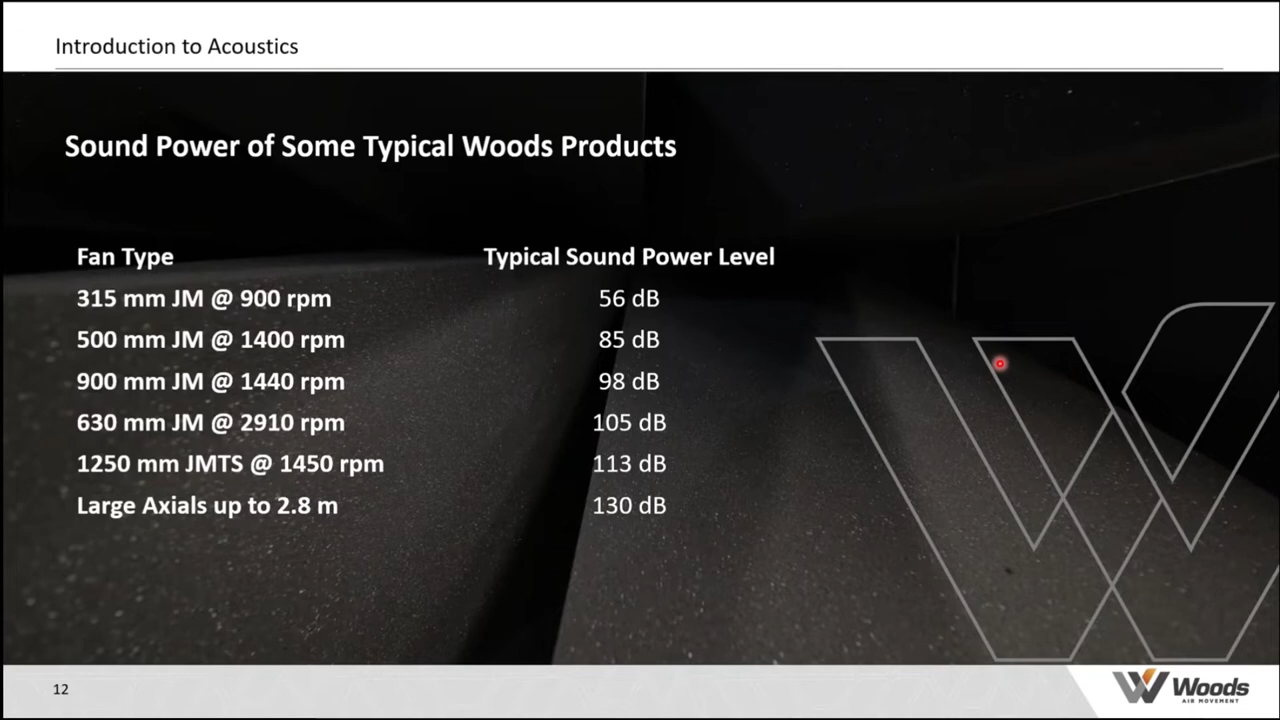 Introduction to Acoustics
Sound Power of Some Typical Woods Products
Fan Type Typical Sound Power Level
315 mm JM @ 900 rpm 56 dB
500 mm JM @ 1400 rpm 85 dB
900 mm JM @ 1440 rpm 98 dB
630 mm JM @ 2910 rpm 105 dB
1250 mm JMTS @ 1450 rpm 113 dB
Large Axials up to 2.8 m 130 dB
12
Woods
AIR MOVEMENT